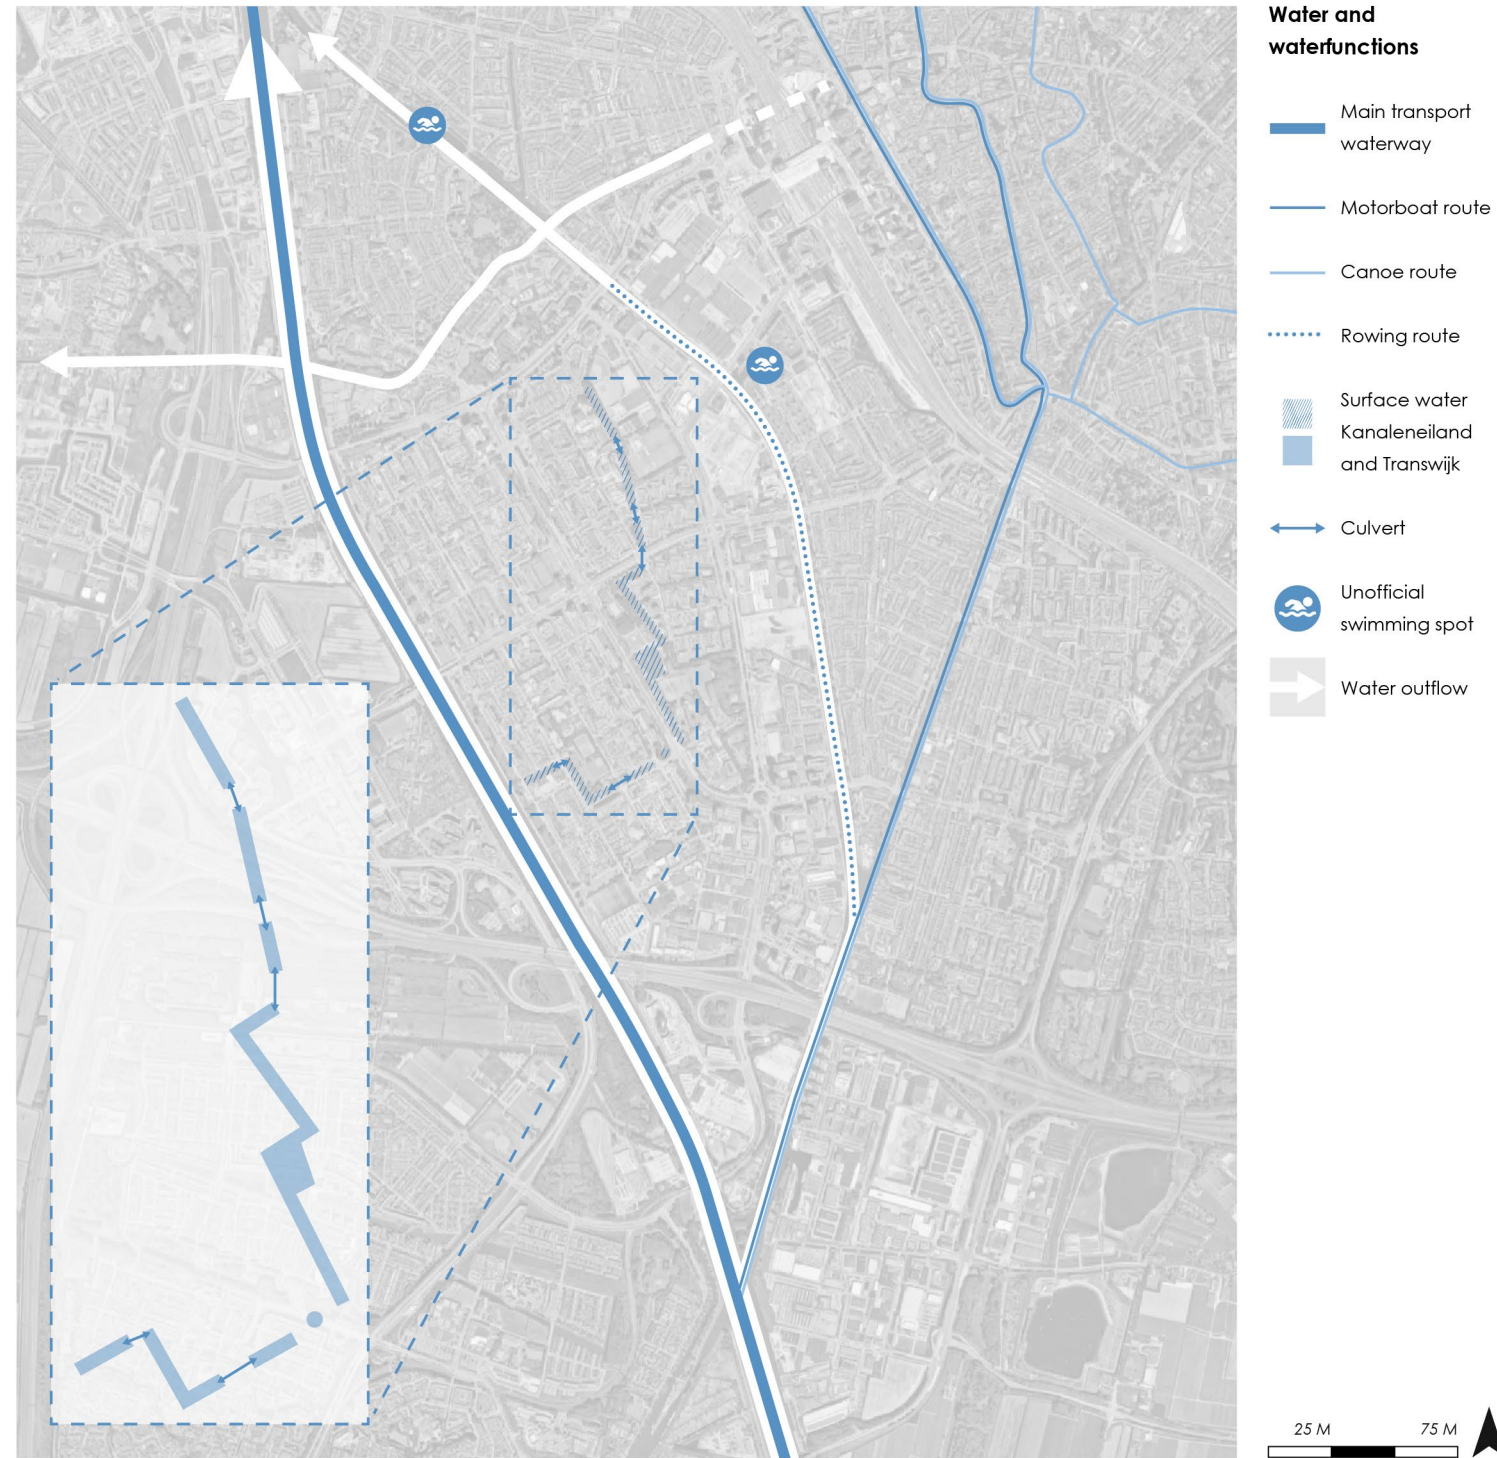 Water and
waterfunctions
Main transport
waterway
Motorboat route
Canoe route
Rowing route
Surface water
Kanaleneiland
and Transwijk
Culvert
Unofficial
swimming spot
Water outflow
25 M 75 M